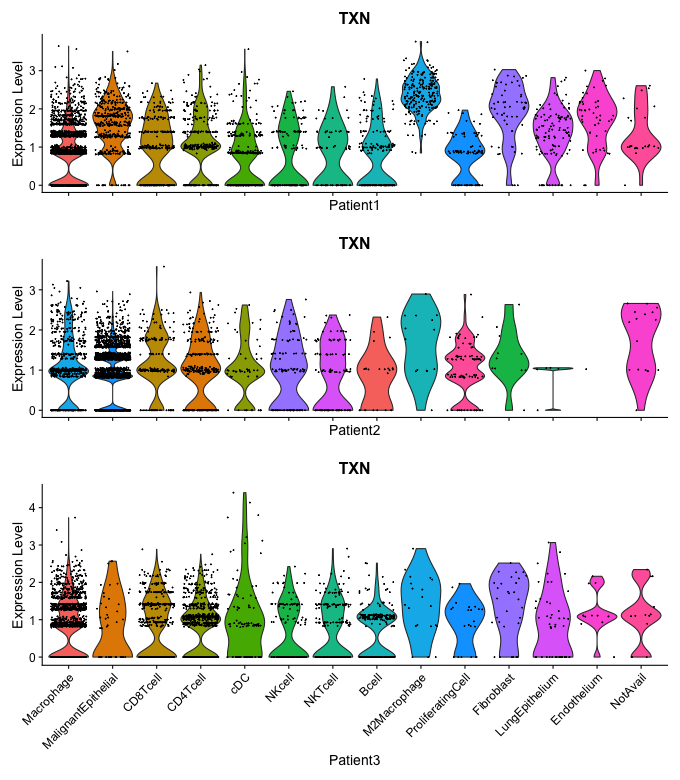 TXN
Expression Level
3
2
1
0
Patient1
TXN
Expression Level
3
2
1
0
Patient2
TXN
Expression Level
4
3
2
1
0
Macrophage
MalignantEpithelial
CD8Tcell
CD4Tcell
cDC
NKcell
NKTcell
Bcell
M2Macrophage
ProliferatingCell
Fibroblast
LungEpithelium
Endothelium
NotAvail
Patient3